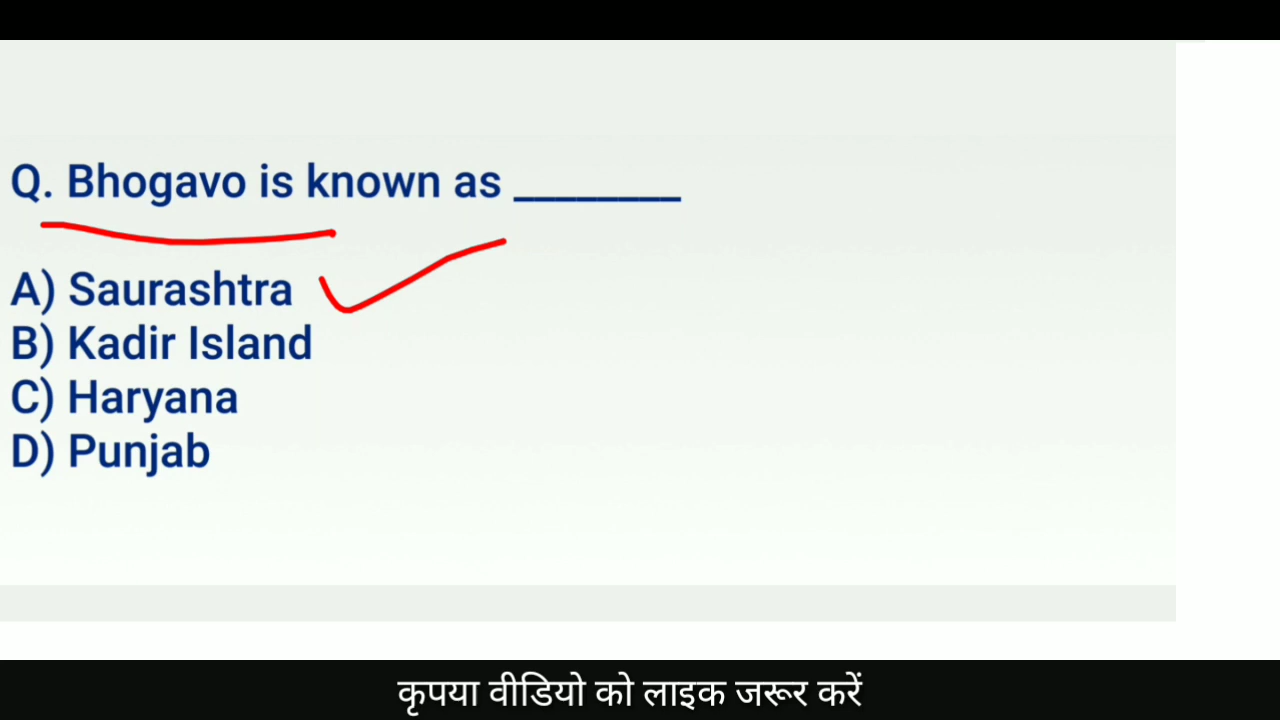 Q. Bhogavo is known as ________
A) Saurashtra
B) Kadir Island
C) Haryana
D) Punjab
कृपया वीडियो को लाइक जरूर करें